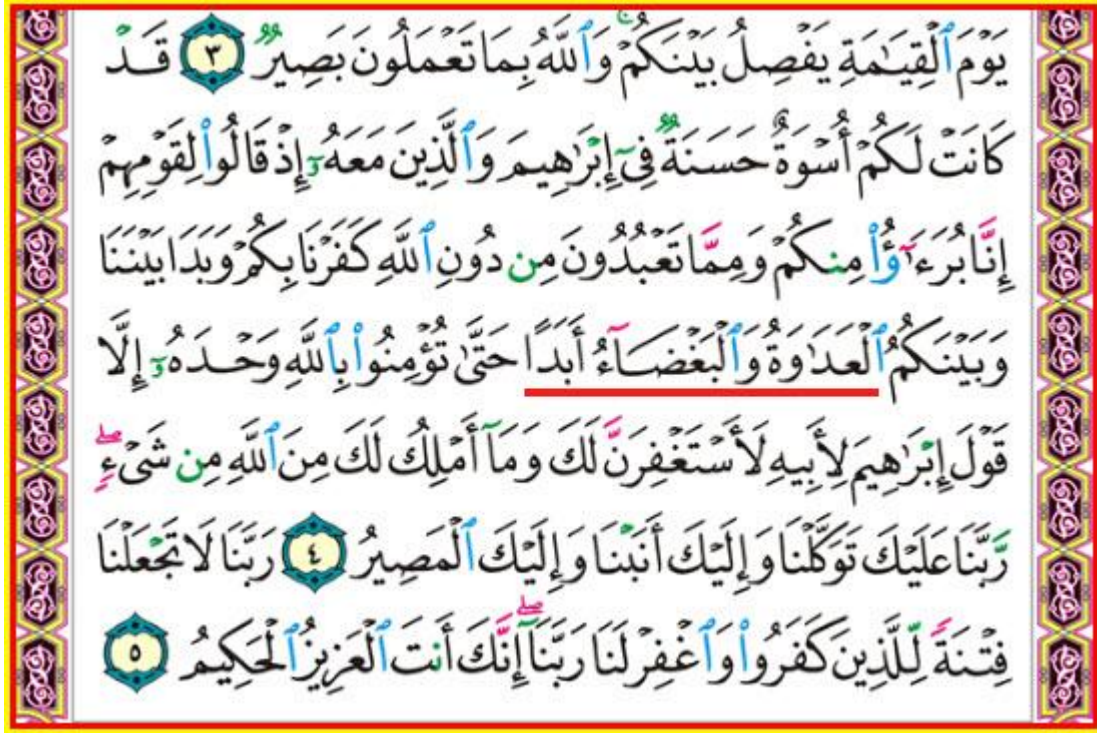 يَوْمَ ٱلْقِيَـٰمَةِ يَفْصِلُ بَيْنَكُمْ ۚ وَٱللَّهُ بِمَا تَعْمَلُونَ بَصِيرٌ ٣ قَدْ
كَانَتْ لَكُمْ أُسْوَةٌ حَسَنَةٌ فِىٓ إِبْرَٰهِيمَ وَٱلَّذِينَ مَعَهُۥٓ إِذْ قَالُوا۟ لِقَوْمِهِمْ
إِنَّا بُرَءَٰٓؤُا۟ مِنكُمْ وَمِمَّا تَعْبُدُونَ مِن دُونِ ٱللَّهِ كَفَرْنَا بِكُمْ وَبَدَا بَيْنَنَا
وَبَيْنَكُمُ ٱلْعَدَٰوَةُ وَٱلْبَغْضَآءُ أَبَدًا حَتَّىٰ تُؤْمِنُوا۟ بِٱللَّهِ وَحْدَهُۥٓ إِلَّا
قَوْلَ إِبْرَٰهِيمَ لِأَبِيهِ لَأَسْتَغْفِرَنَّ لَكَ وَمَآ أَمْلِكُ لَكَ مِنَ ٱللَّهِ مِن شَىْءٍ ۖ
رَّبَّنَا عَلَيْكَ تَوَكَّلْنَا وَإِلَيْكَ أَنَبْنَا وَإِلَيْكَ ٱلْمَصِيرُ ٤ رَبَّنَا لَا تَجْعَلْنَا
فِتْنَةً لِّلَّذِينَ كَفَرُوا۟ وَٱغْفِرْ لَنَا رَبَّنَآ ۖ إِنَّكَ أَنتَ ٱلْعَزِيزُ ٱلْحَكِيمُ ٥